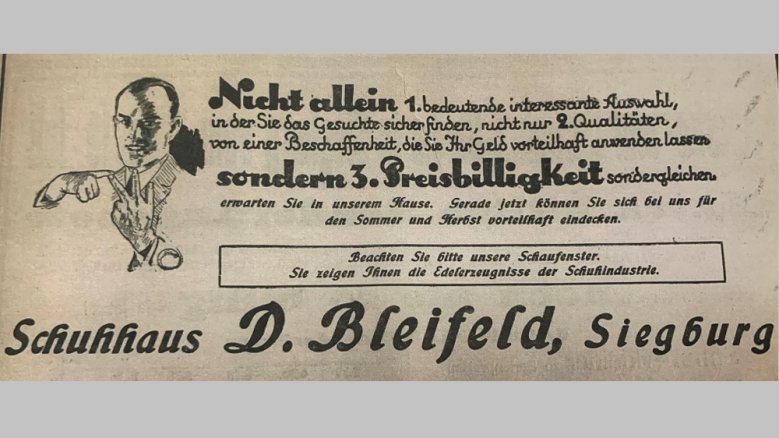 Nicht allein 1. bedeutende interessante Auswahl,
in der Sie das Gesuchte sicher finden, nicht nur 2. Qualitäten,
von einer Beschaffenheit, die Sie Ihr Geld vorteilhaft anwenden lassen
sondern 3. Preisbilligkeit sondergleichen
erwarten Sie in unserem Hause. Gerade jetzt können Sie sich bei uns für
den Sommer und Herbst vorteilhaft eindecken.
Beachten Sie bitte unsere Schaufenster.
Sie zeigen Ihnen die Edelerzeugnisse der Schuhindustrie.
Schuhhaus D. Bleifeld, Siegburg